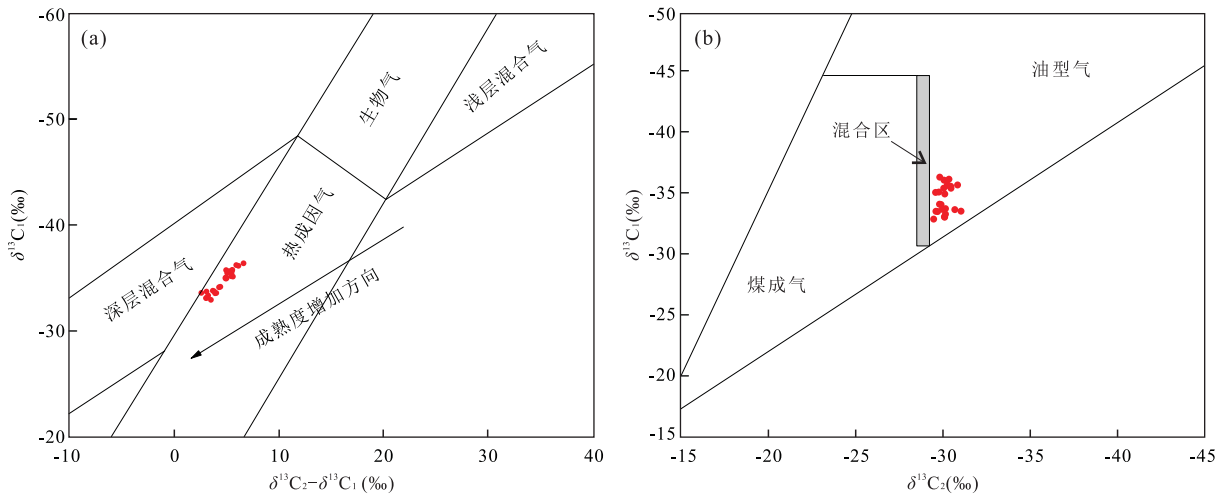 (a)
-60
-50
-40
-30
-20
-10
0
10
20
30
40
δ¹³C₁(‰)
δ¹³C₂−δ¹³C₁ (‰)
生物气
浅层混合气
热成因气
深层混合气
成熟度增加方向
(b)
-50
-45
-40
-35
-30
-25
-20
-15
-15
-20
-25
-30
-35
-40
-45
δ¹³C₁(‰)
δ¹³C₂(‰)
油型气
混合区
煤成气